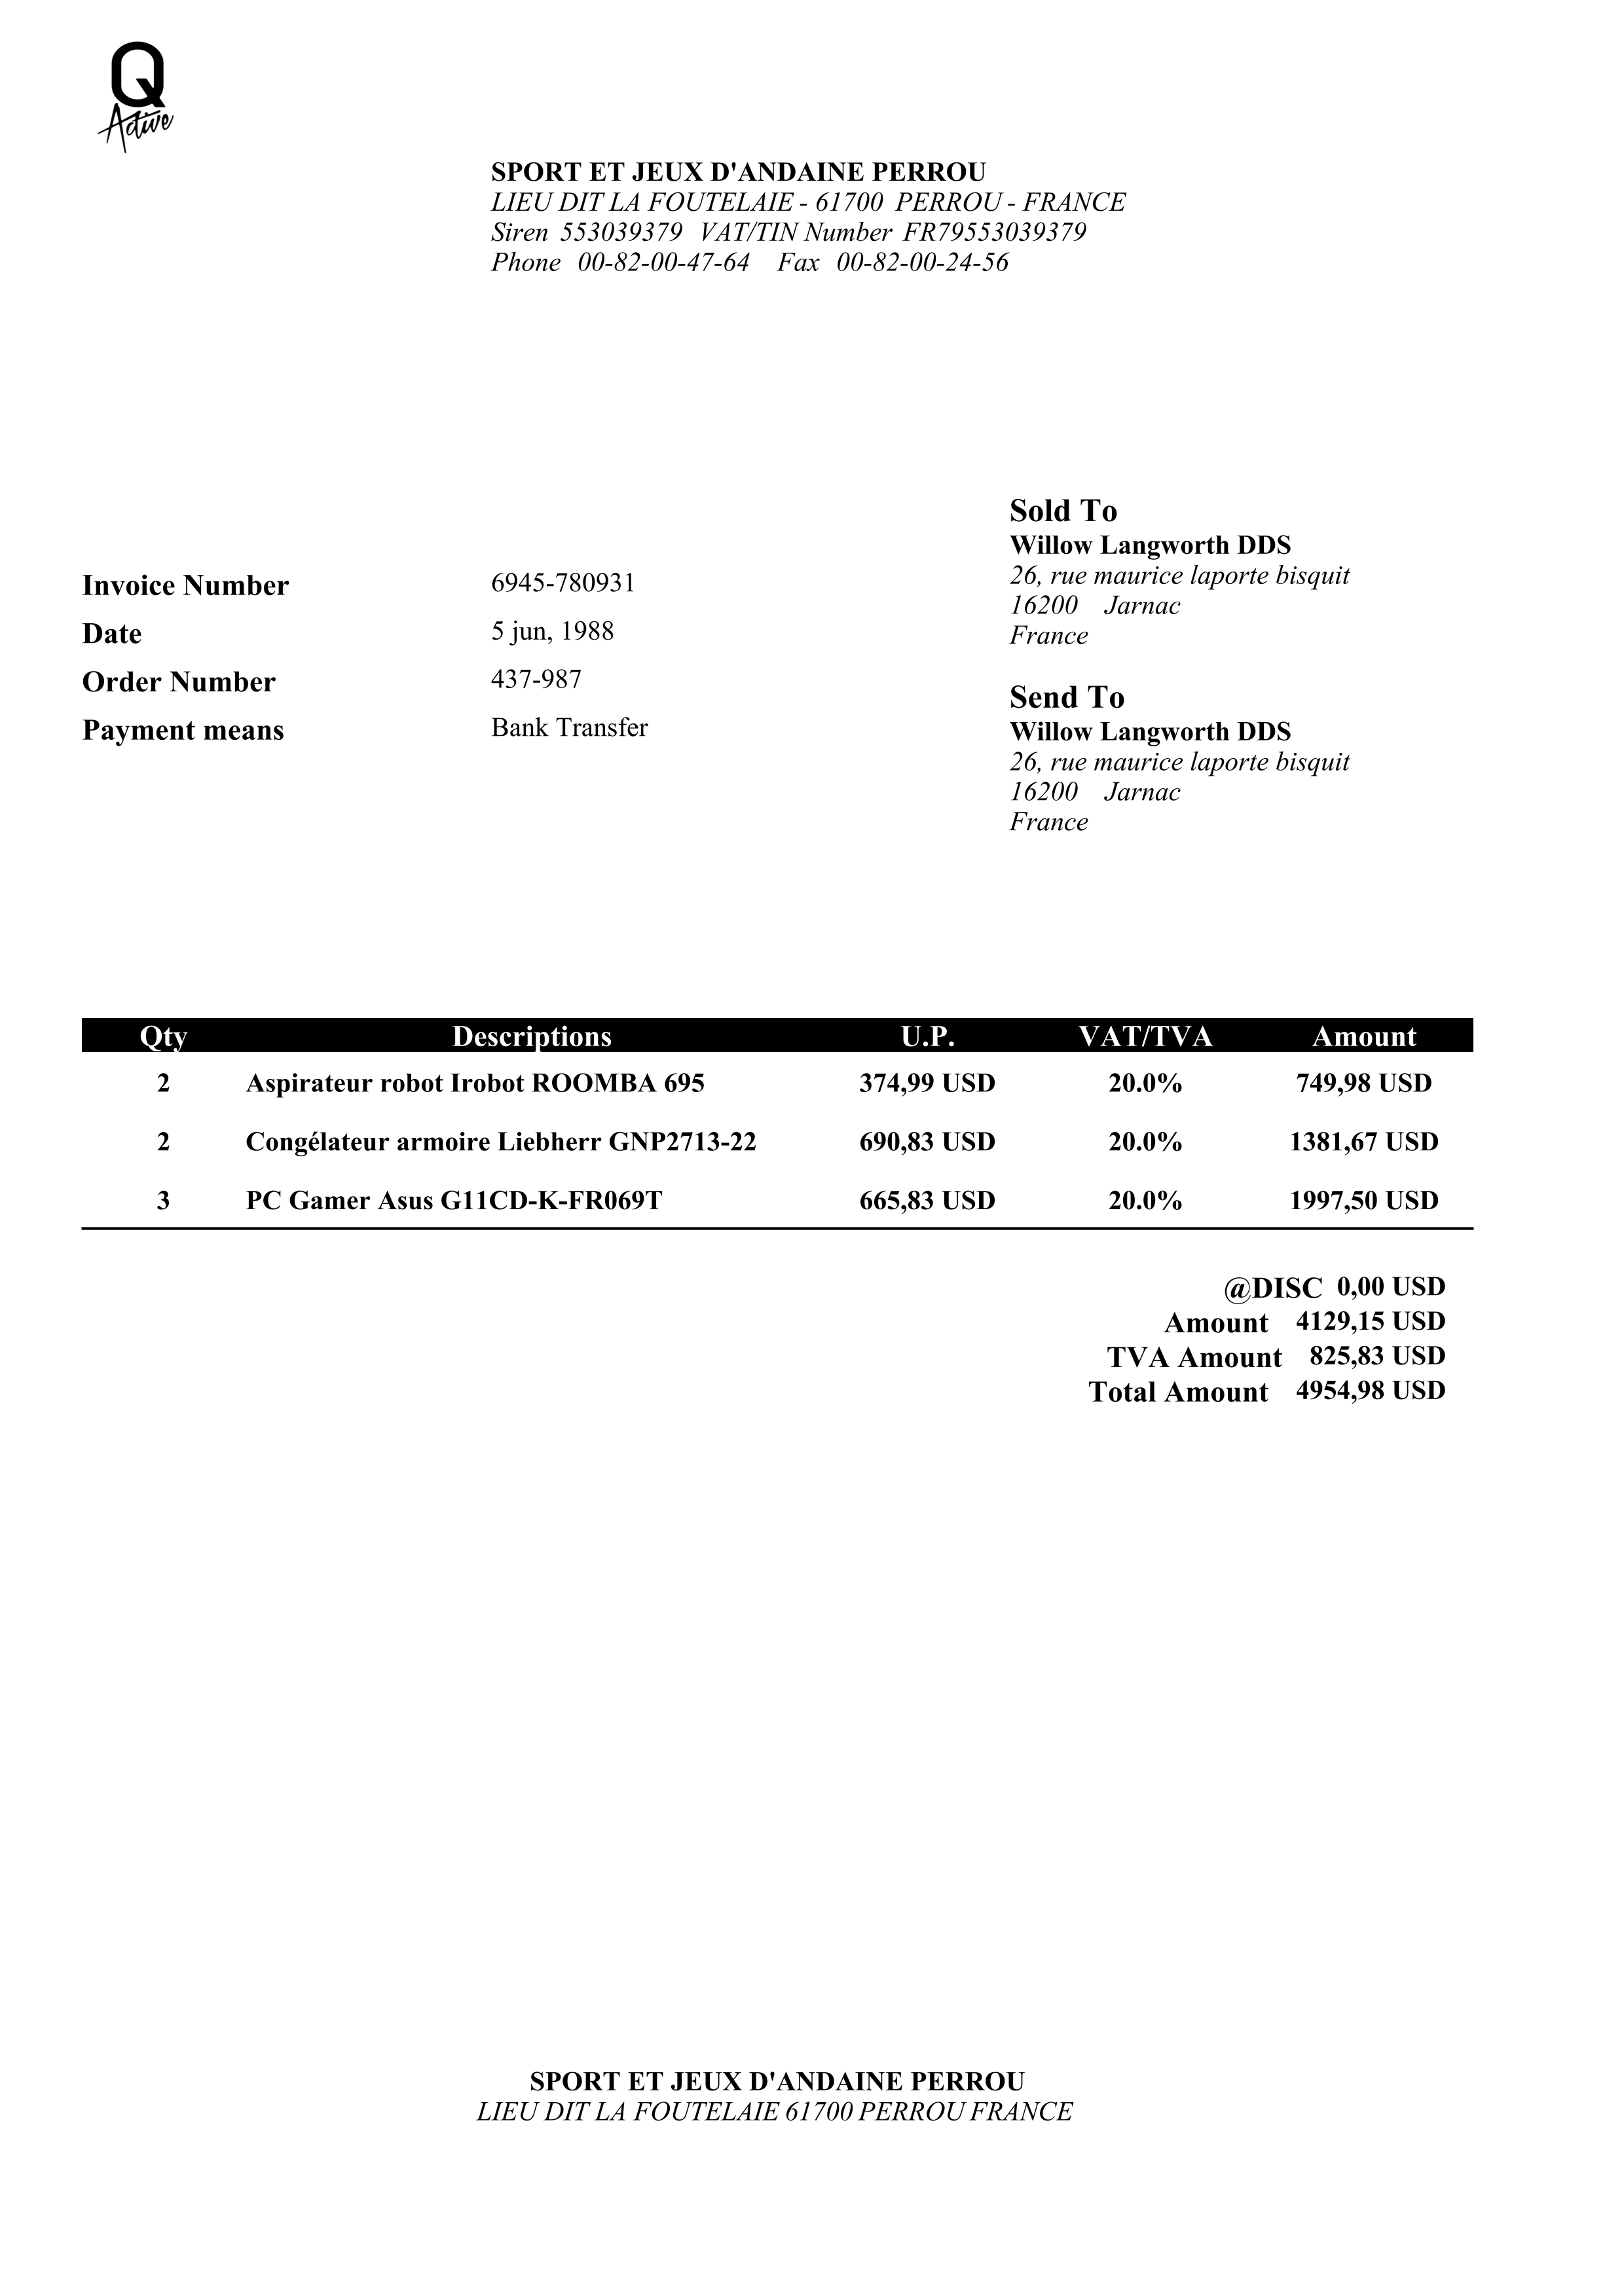 Q
Active
SPORT ET JEUX D'ANDAINE PERROU
LIEU DIT LA FOUTELAIE - 61700 PERROU - FRANCE
Siren 553039379 VAT/TIN Number FR79553039379
Phone 00-82-00-47-64 Fax 00-82-00-24-56
Sold To
Willow Langworth DDS
26, rue maurice laporte bisquit
16200 Jarnac
France
Invoice Number 6945-780931
Date 5 jun, 1988
Order Number 437-987
Payment means Bank Transfer
Send To
Willow Langworth DDS
26, rue maurice laporte bisquit
16200 Jarnac
France
Qty Descriptions U.P. VAT/TVA Amount
2 Aspirateur robot Irobot ROOMBA 695 374,99 USD 20.0% 749,98 USD
2 Congélateur armoire Liebherr GNP2713-22 690,83 USD 20.0% 1381,67 USD
3 PC Gamer Asus G11CD-K-FR069T 665,83 USD 20.0% 1997,50 USD
@DISC 0,00 USD
Amount 4129,15 USD
TVA Amount 825,83 USD
Total Amount 4954,98 USD
SPORT ET JEUX D'ANDAINE PERROU
LIEU DIT LA FOUTELAIE 61700 PERROU FRANCE